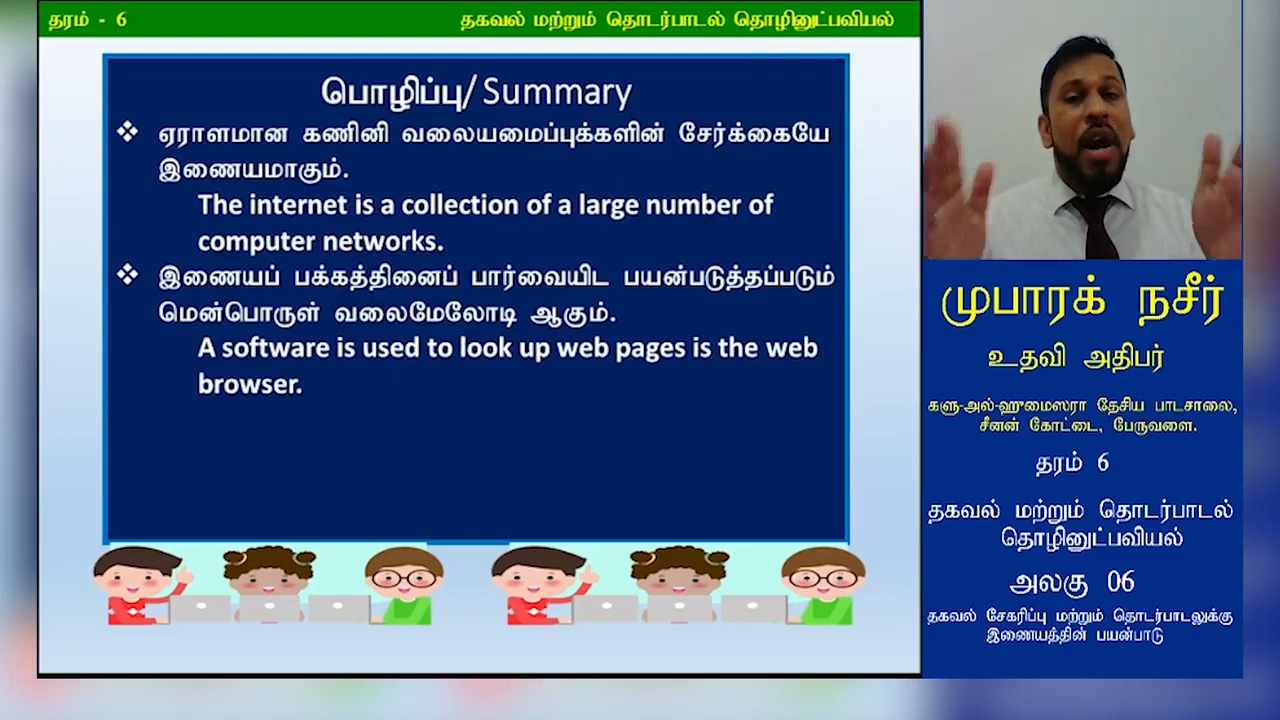 தரம் - 6
தகவல் மற்றும் தொடர்பாடல் தொழினுட்பவியல்
பொழிப்பு/ Summary
❖ ஏராளமான கணினி வலையமைப்புக்களின் சேர்க்கையே
இணையமாகும்.
The internet is a collection of a large number of
computer networks.
❖ இணையப் பக்கத்தினைப் பார்வையிட பயன்படுத்தப்படும்
மென்பொருள் வலைமேலோடி ஆகும்.
A software is used to look up web pages is the web
browser.
முபாரக் நசீர்
உதவி அதிபர்
களு-அல்-ஹுமைஸரா தேசிய பாடசாலை,
சீனன் கோட்டை, பேருவளை.
தரம் 6
தகவல் மற்றும் தொடர்பாடல்
தொழினுட்பவியல்
அலகு 06
தகவல் சேகரிப்பு மற்றும் தொடர்பாடலுக்கு
இணையத்தின் பயன்பாடு